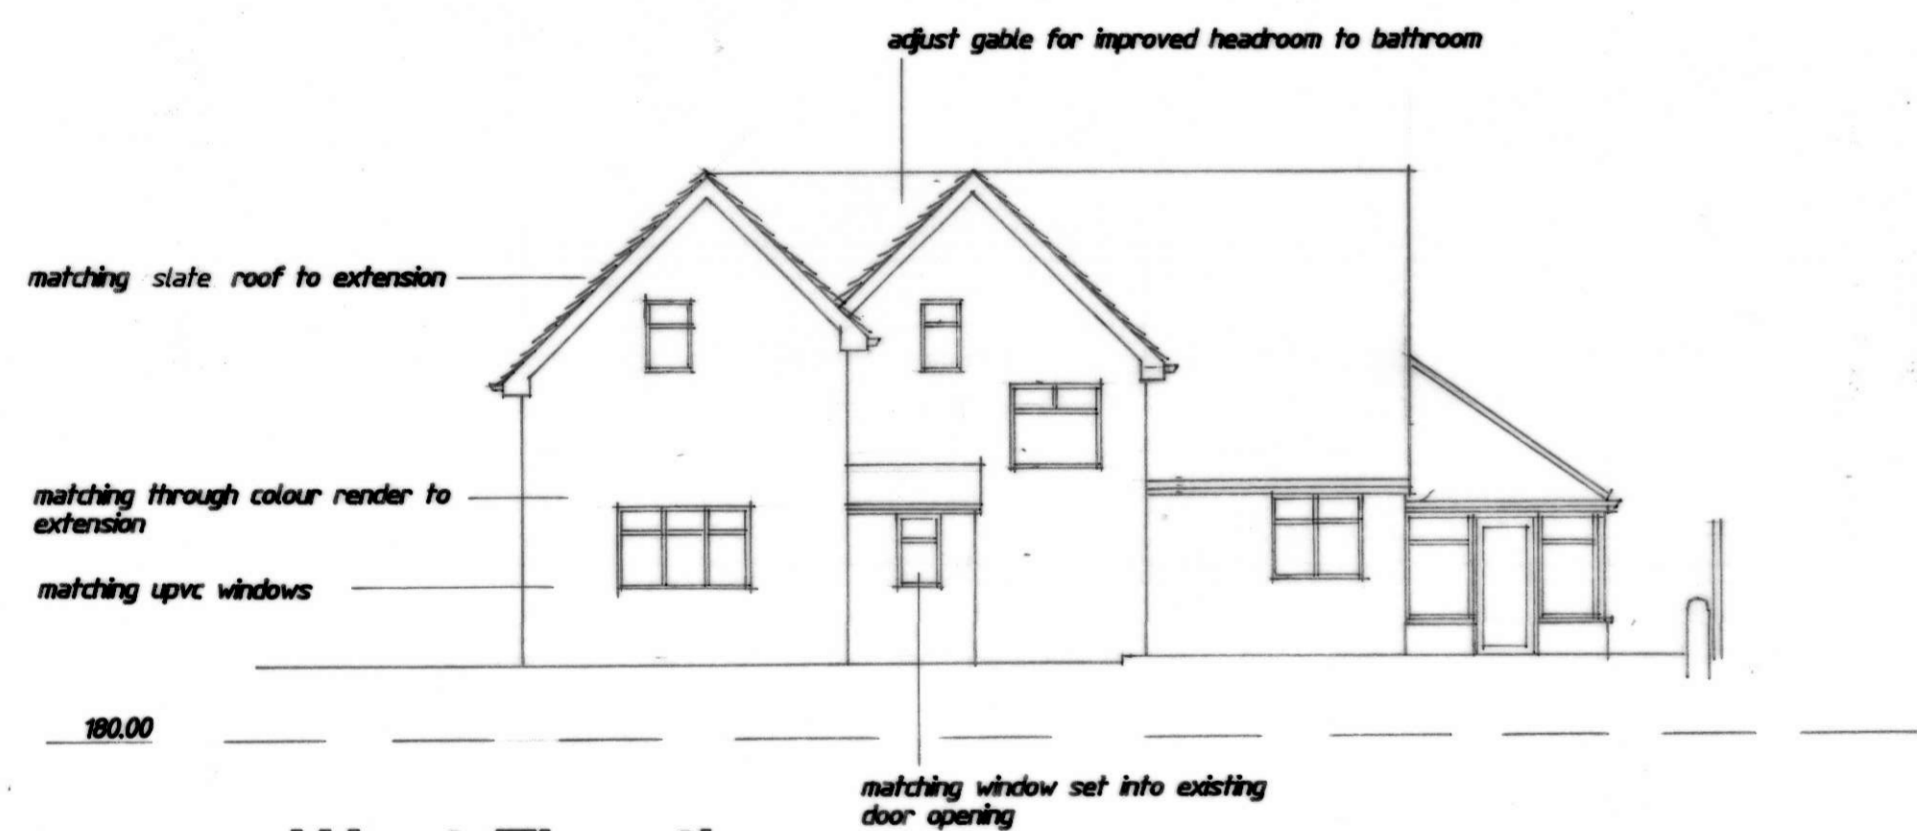 adjust gable for improved headroom to bathroom
matching slate roof to extension
matching through colour render to
extension
matching upvc windows
180.00
matching window set into existing
door opening